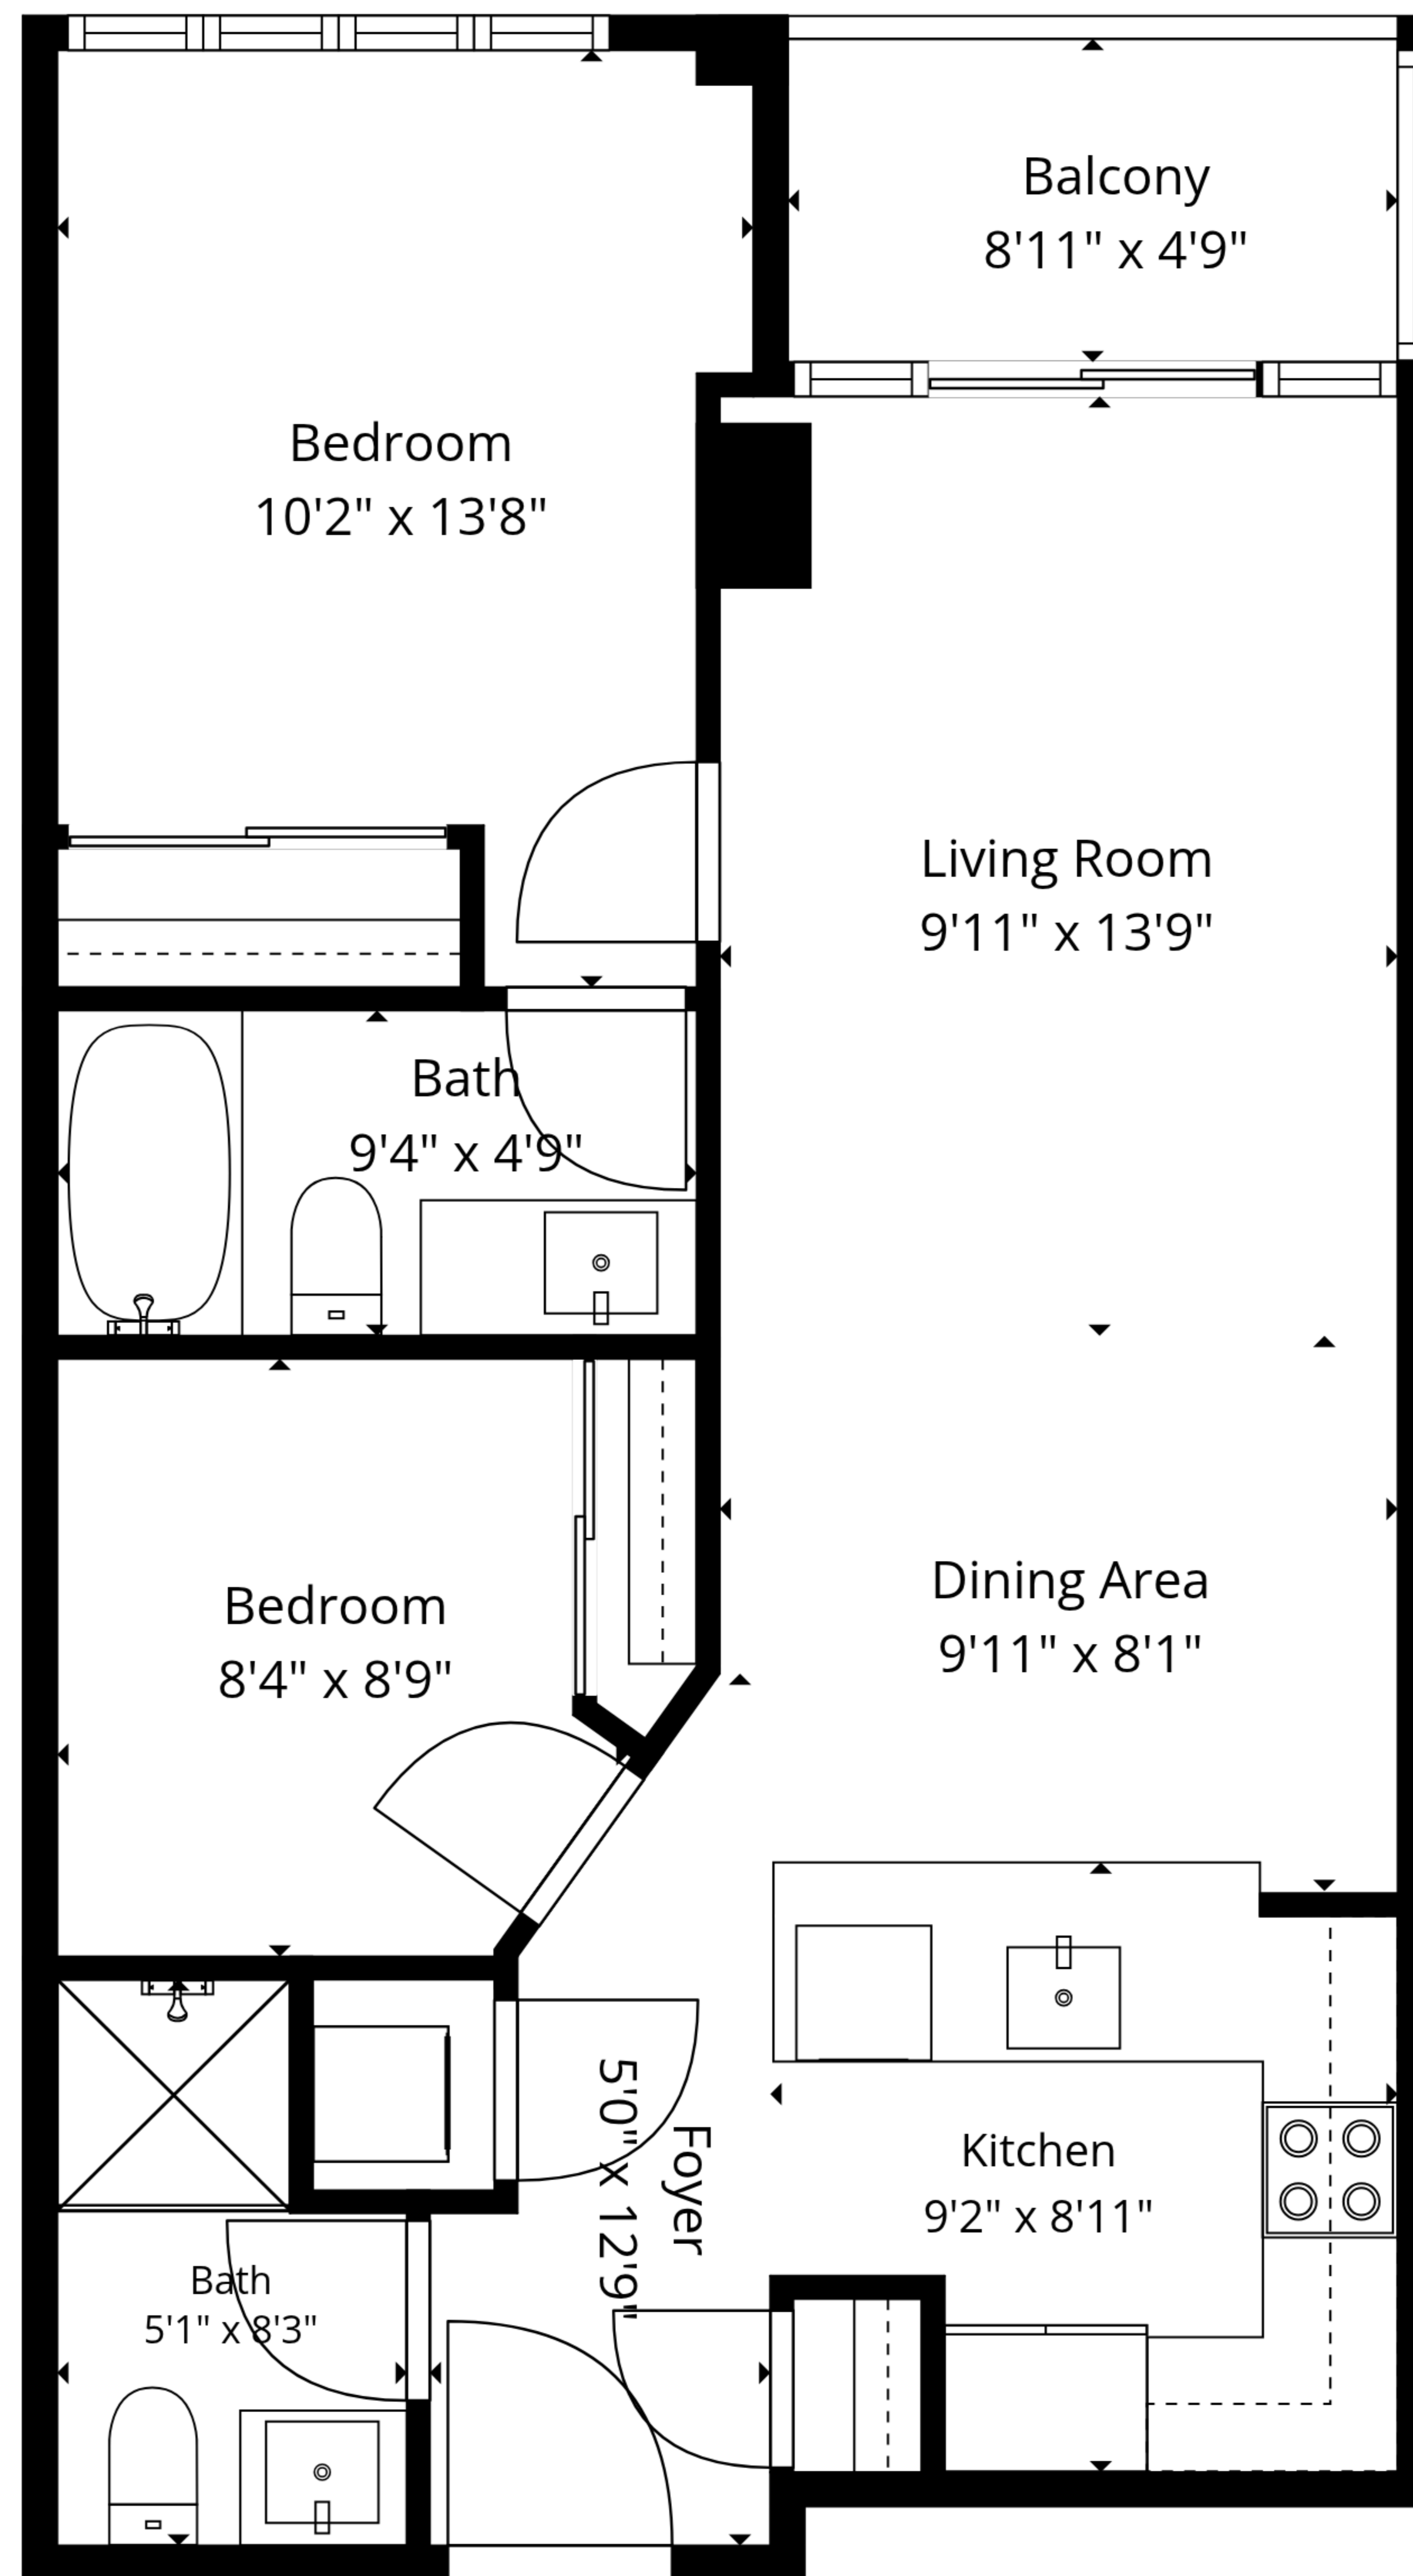 Balcony
8'11" x 4'9"
Bedroom
10'2" x 13'8"
Living Room
9'11" x 13'9"
Bath
9'4" x 4'9"
Dining Area
9'11" x 8'1"
Bedroom
8'4" x 8'9"
Foyer
5'0" x 12'9"
Kitchen
9'2" x 8'11"
Bath
5'1" x 8'3"